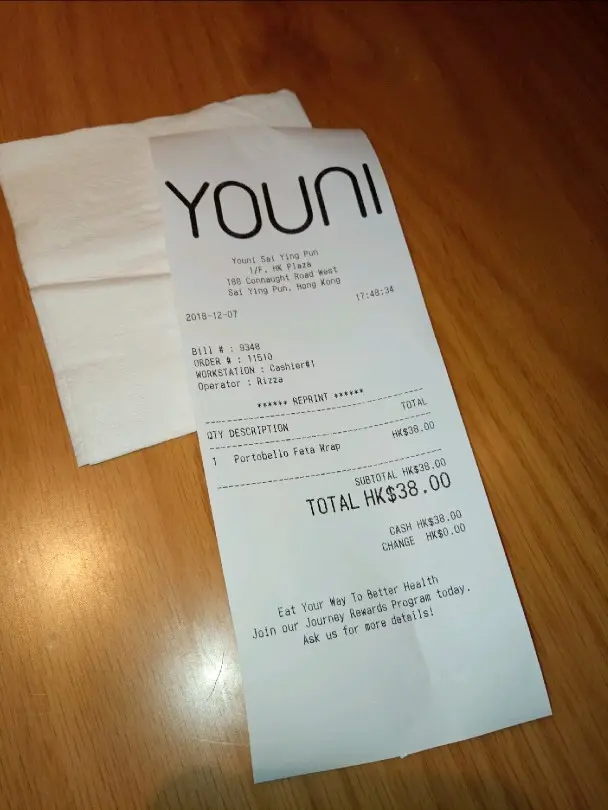 YOUNI
Youni Sai Ying Pun
1/F, HK Plaza
188 Connaught Road West
Sai Ying Pun, Hong Kong
2018-12-07 17:48:34
Bill # : 9348
ORDER # : 11510
WORKSTATION : Cashier#1
Operator : Rizza
****** REPRINT ******
QTY DESCRIPTION TOTAL
1 Portobello Feta Wrap HK$38.00
SUBTOTAL HK$38.00
TOTAL HK$38.00
CASH HK$38.00
CHANGE HK$0.00
Eat Your Way To Better Health
Join our Journey Rewards Program today.
Ask us for more details!